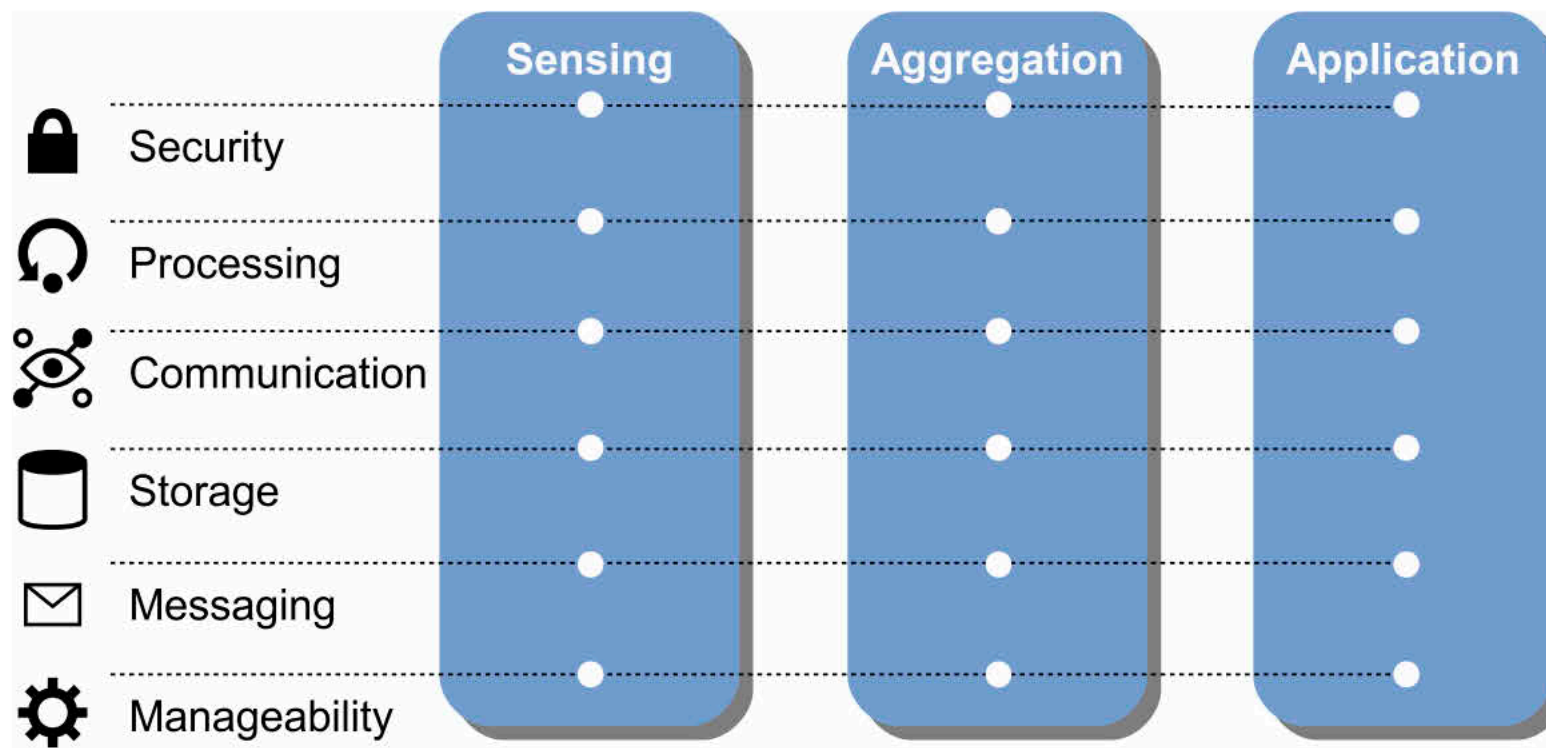 Sensing Aggregation Application
Security
Processing
Communication
Storage
Messaging
Manageability